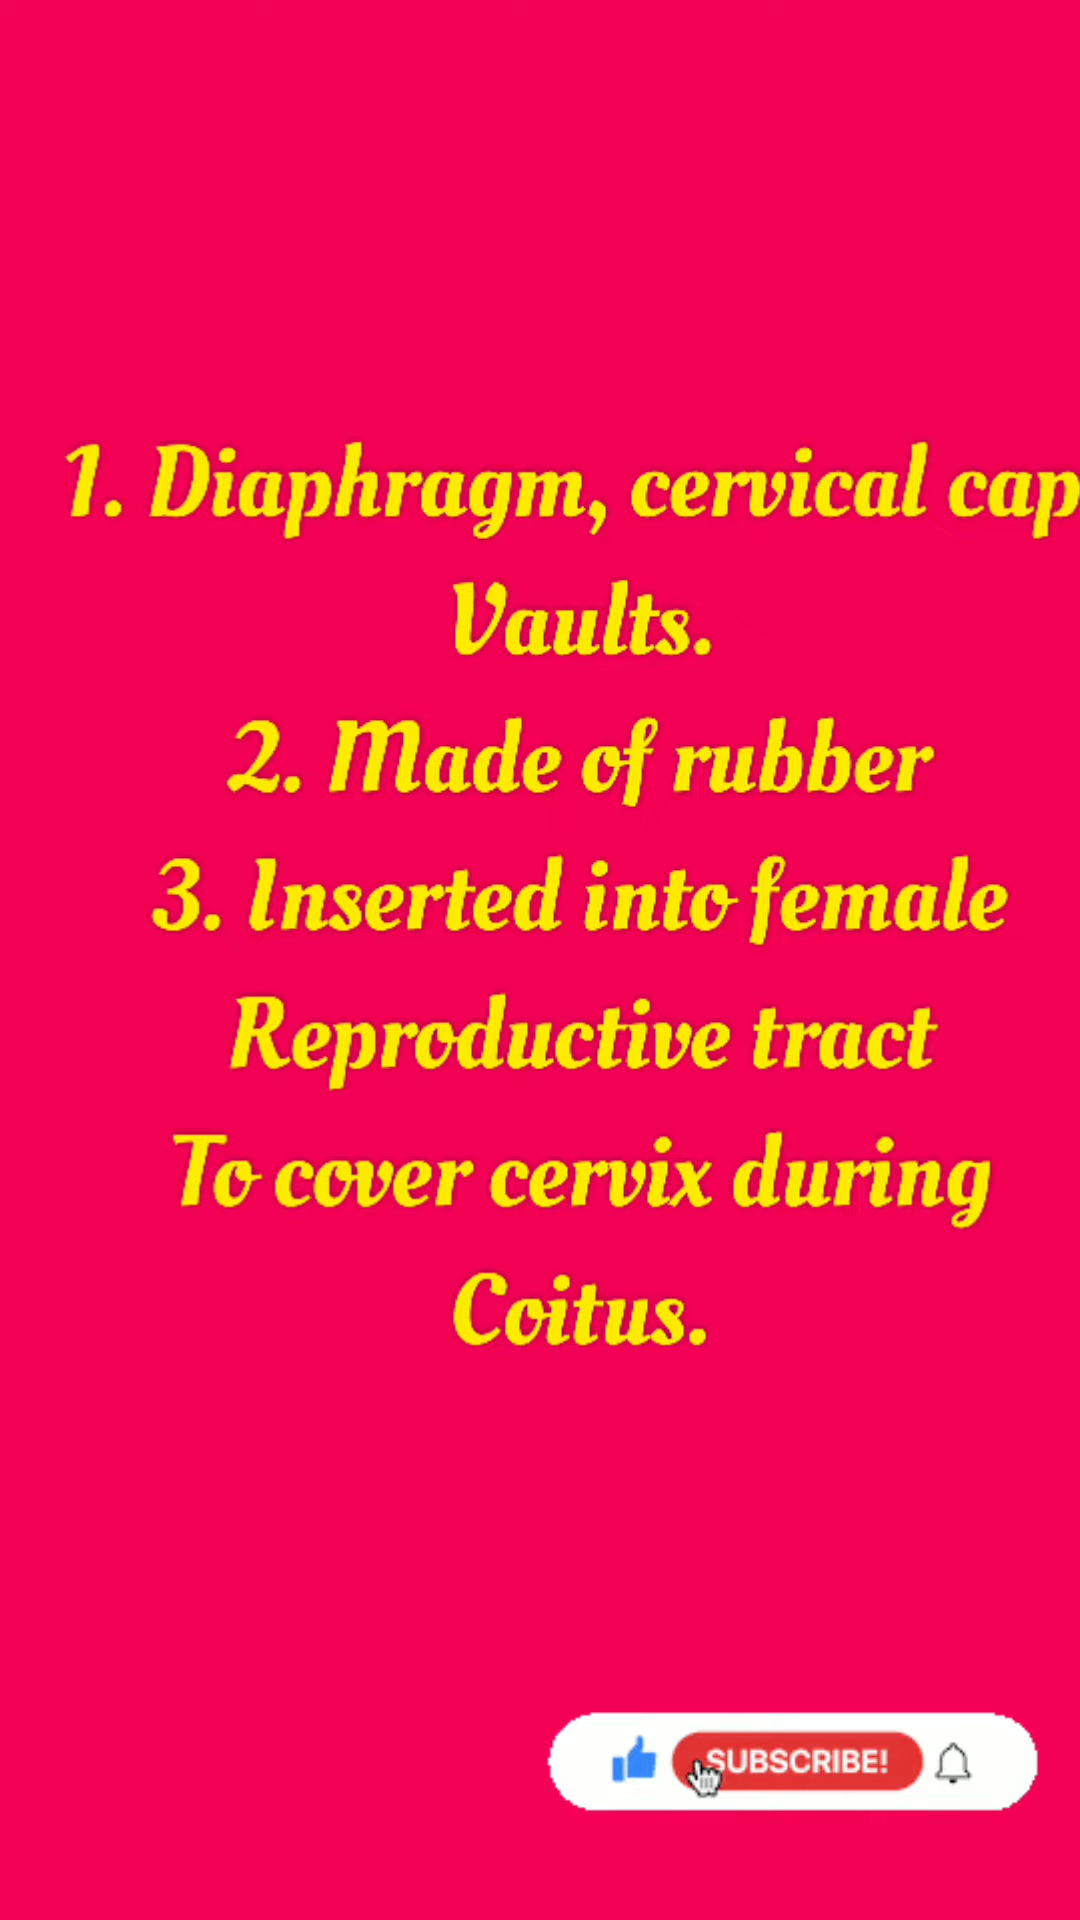 1. Diaphragm, cervical cap
Vaults.
2. Made of rubber
3. Inserted into female
Reproductive tract
To cover cervix during
Coitus.
SUBSCRIBE!